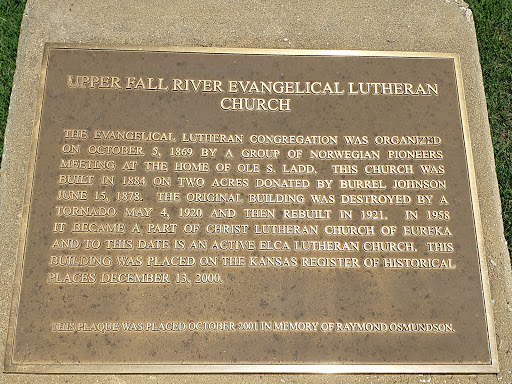 UPPER FALL RIVER EVANGELICAL LUTHERAN
CHURCH
THE EVANGELICAL LUTHERAN CONGREGATION WAS ORGANIZED
ON OCTOBER 5, 1869 BY A GROUP OF NORWEGIAN PIONEERS
MEETING AT THE HOME OF OLE S. LADD. THIS CHURCH WAS
BUILT IN 1884 ON TWO ACRES DONATED BY BURREL JOHNSON
JUNE 15, 1878. THE ORIGINAL BUILDING WAS DESTROYED BY A
TORNADO MAY 4, 1920 AND THEN REBUILT IN 1921. IN 1958
IT BECAME A PART OF CHRIST LUTHERAN CHURCH OF EUREKA
AND TO THIS DATE IS AN ACTIVE ELCA LUTHERAN CHURCH. THIS
BUILDING WAS PLACED ON THE KANSAS REGISTER OF HISTORICAL
PLACES DECEMBER 13, 2000.
THIS PLAQUE WAS PLACED OCTOBER 2001 IN MEMORY OF RAYMOND OSMUNDSON.